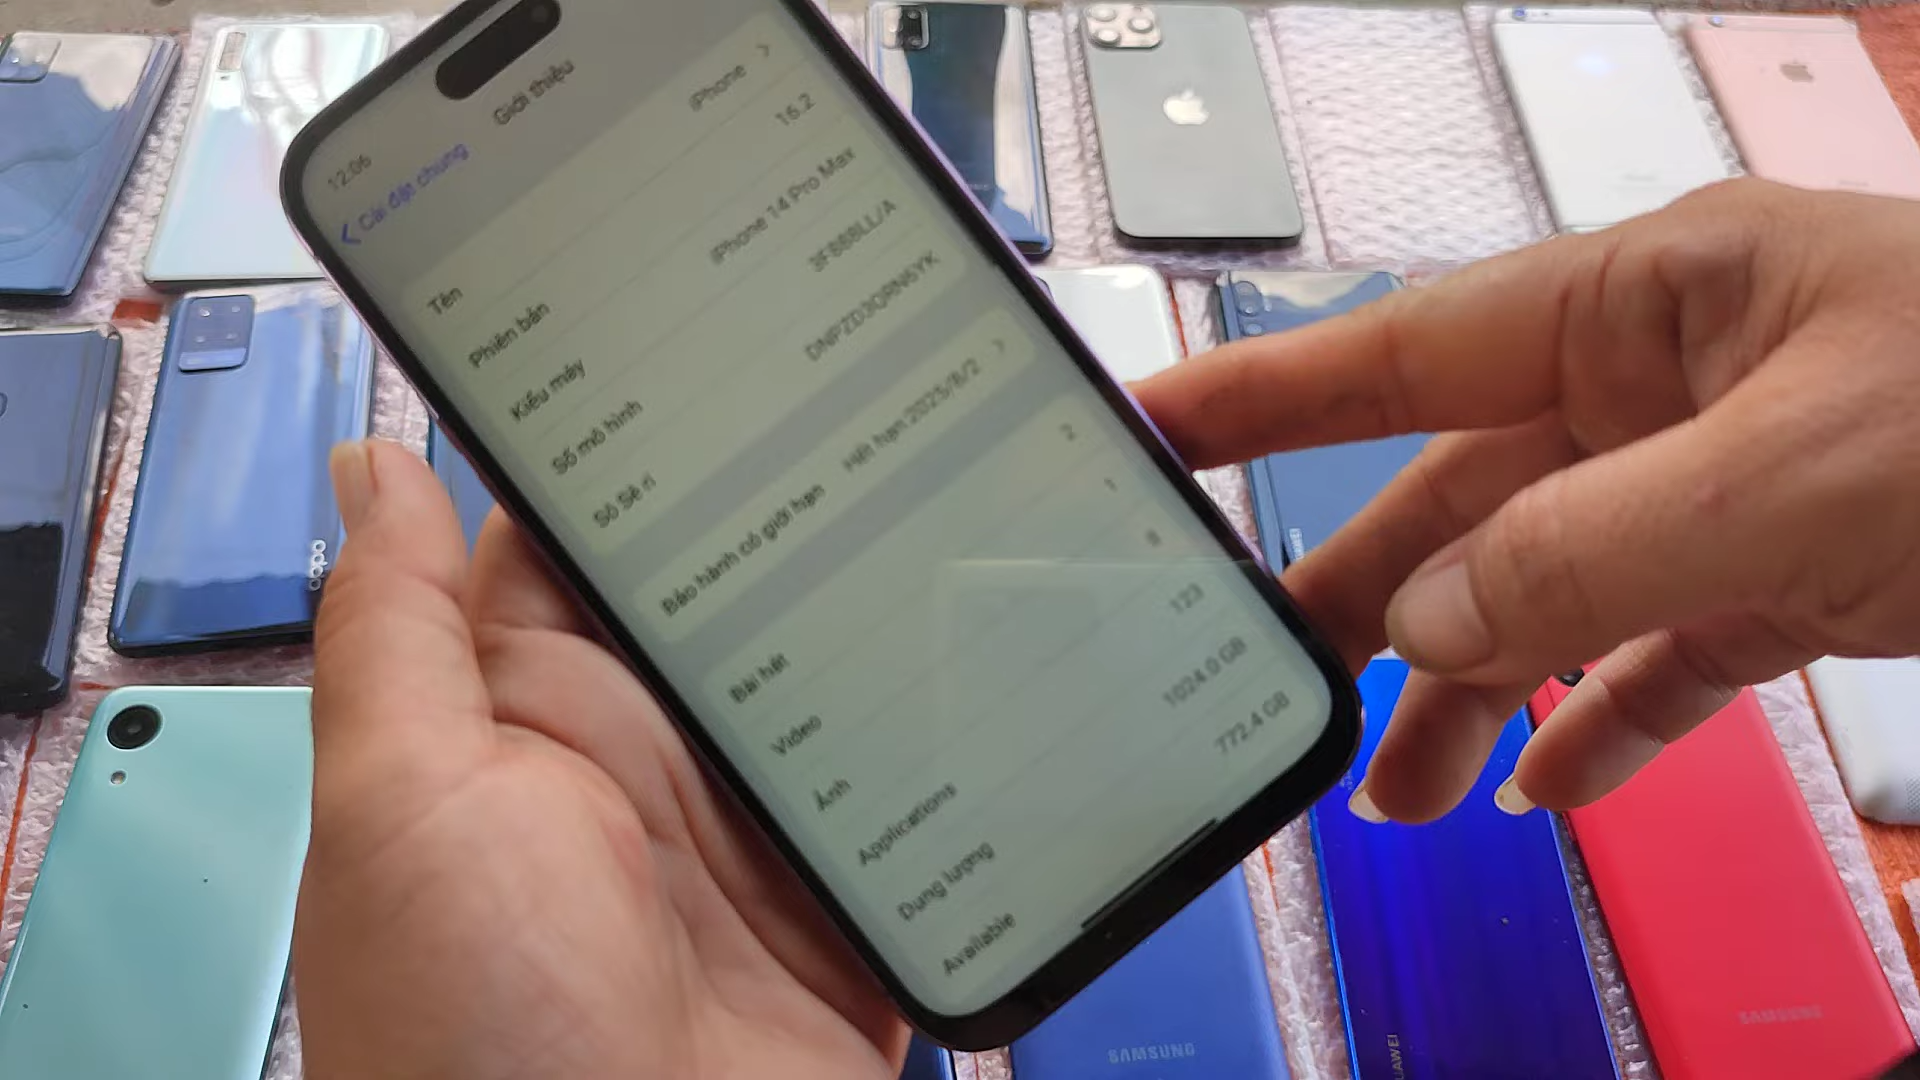 12:06
Giới thiệu
Cài đặt chung
Tên
iPhone
Phiên bản
16.2
Kiểu máy
iPhone 14 Pro Max
Số mô hình
3F888LL/A
Số Sê ri
Bảo hành có giới hạn
Hết hạn 2025/8/2
Bài hát
2
Video
1
Ảnh
8
Applications
123
Dung lượng
1024.0 GB
Available
772.4 GB
oppo
SAMSUNG
HUAWEI
SAMSUNG